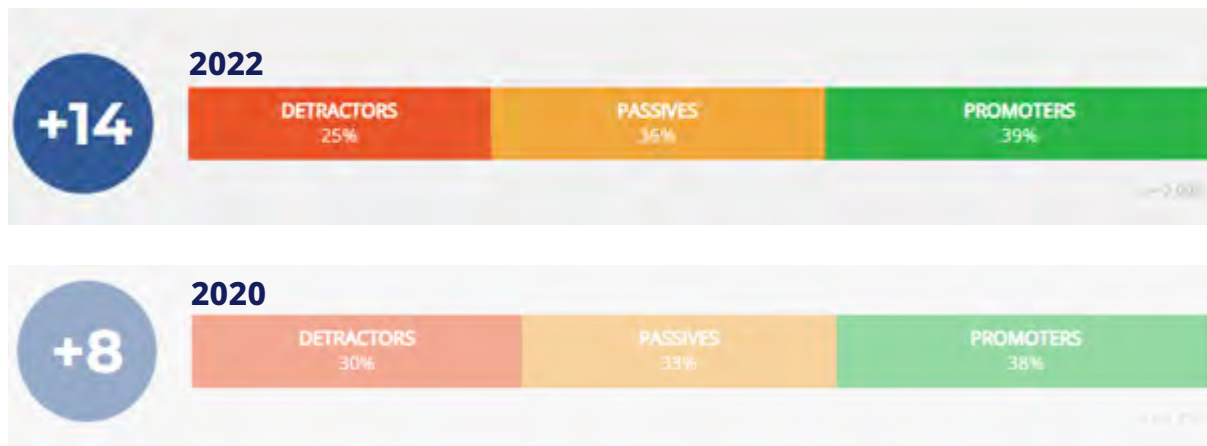 2022
+14
DETRACTORS PASSIVES PROMOTERS
25% 36% 39%
2020
+8
DETRACTORS PASSIVES PROMOTERS
30% 33% 38%